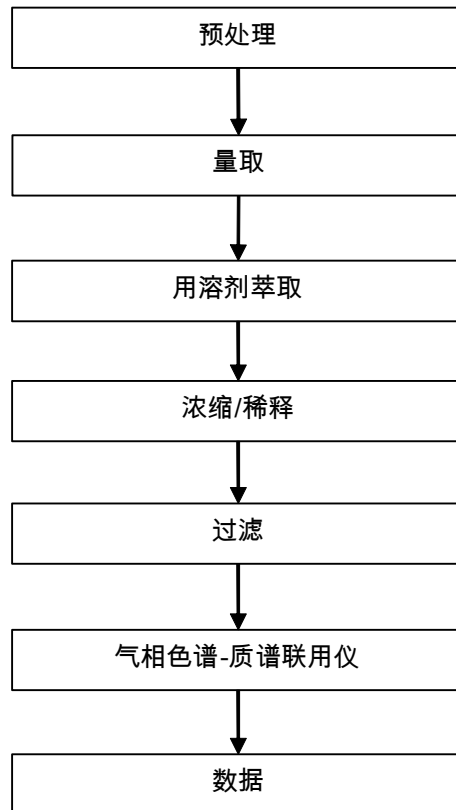 预处理
量取
用溶剂萃取
浓缩/稀释
过滤
气相色谱-质谱联用仪
数据